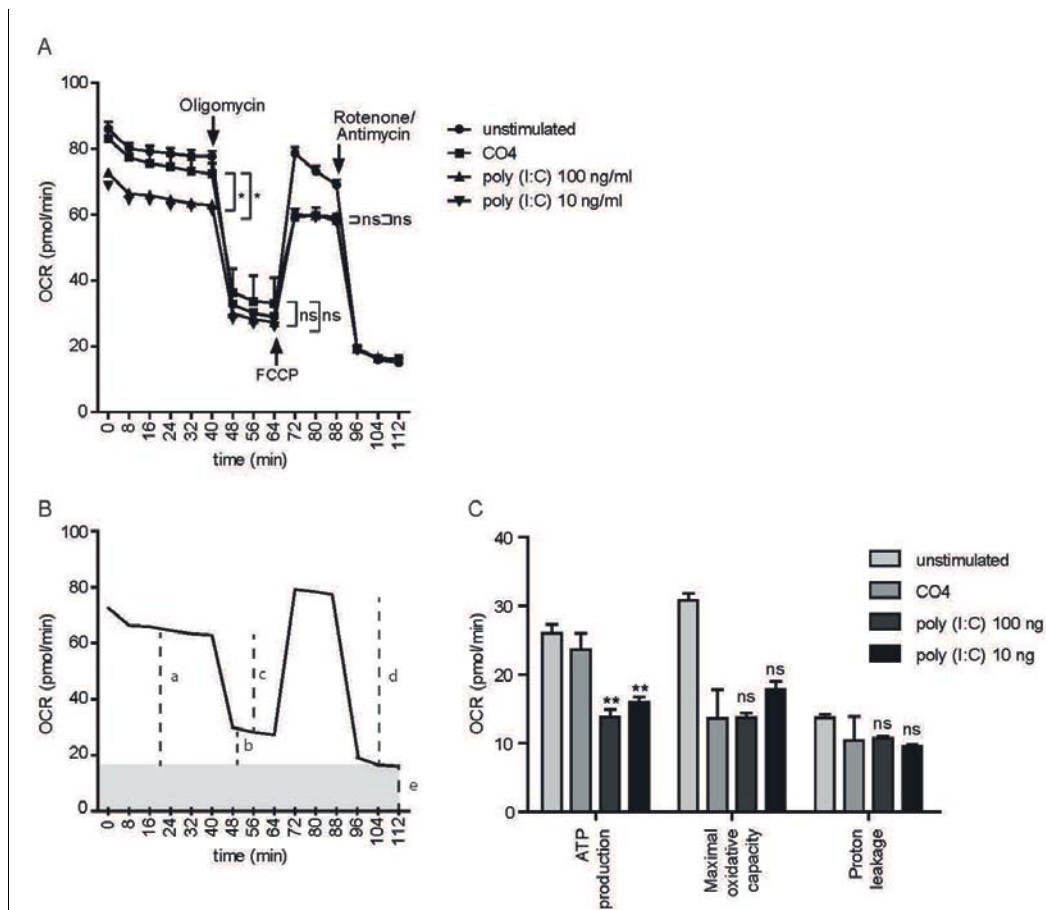 A
100
80
60
40
20
0
OCR (pmol/min)
Oligomycin
Rotenone/
Antimycin
FCCP
*
*
ns
ns
ns
ns
unstimulated
CO4
poly (I:C) 100 ng/ml
poly (I:C) 10 ng/ml
0 8 16 24 32 40 48 56 64 72 80 88 96 104 112
time (min)
B
100
80
60
40
20
0
OCR (pmol/min)
a
b
c
d
e
0 8 16 24 32 40 48 56 64 72 80 88 96 104 112
time (min)
C
40
30
20
10
0
OCR (pmol/min)
** **
ns ns
ns ns
unstimulated
CO4
poly (I:C) 100 ng
poly (I:C) 10 ng
ATP
production
Maximal
oxidative
capacity
Proton
leakage